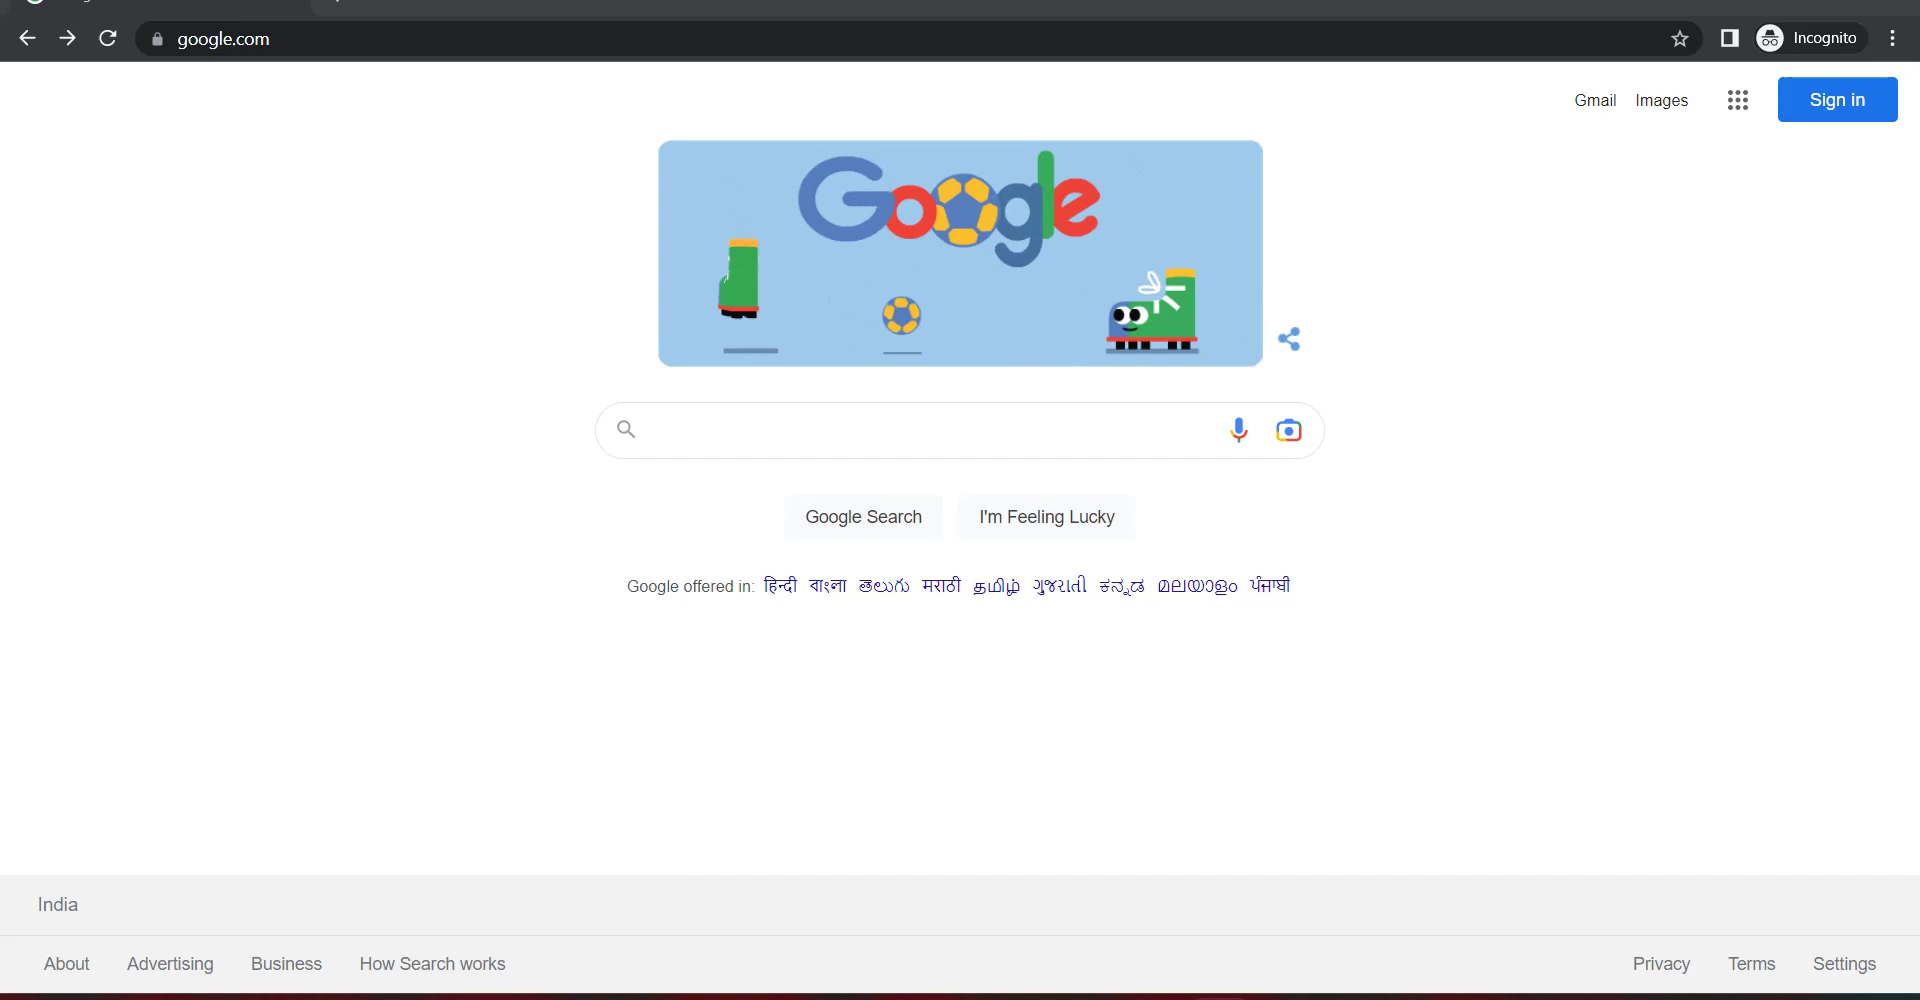 google.com
Incognito
Gmail Images
Sign in
Google
Google Search
I'm Feeling Lucky
Google offered in: हिन्दी বাংলা తెలుగు मराठी தமிழ் ગુજરાતી ಕನ್ನಡ മലയാളം ਪੰਜਾਬੀ
India
About Advertising Business How Search works
Privacy Terms Settings